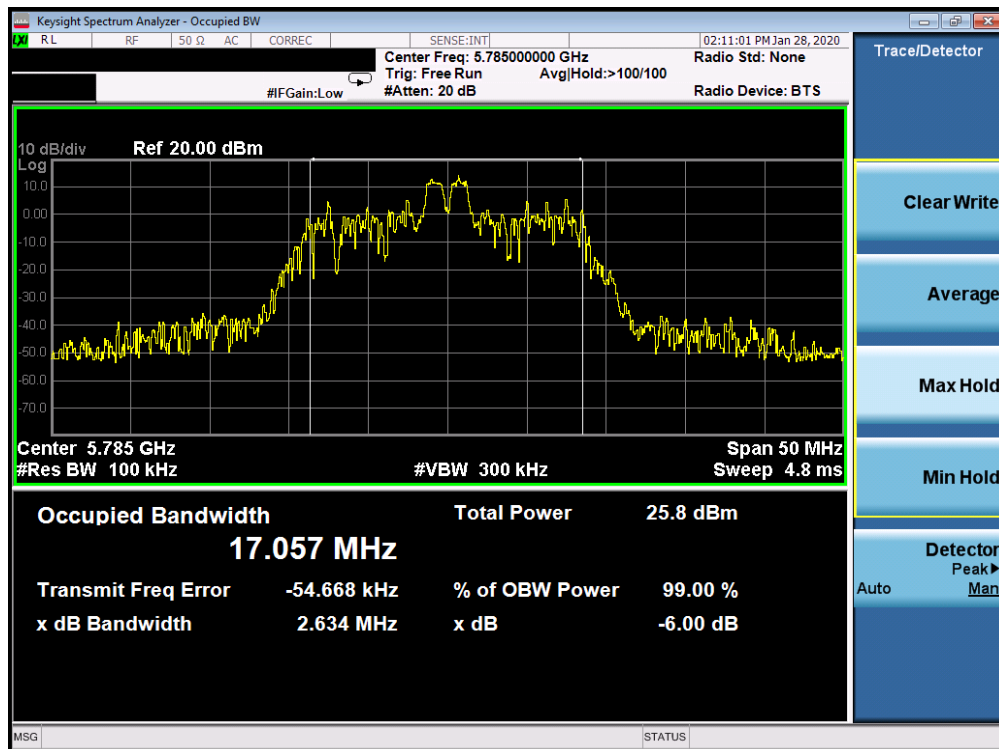 Keysight Spectrum Analyzer - Occupied BW
LXI RL RF 50 Ω AC CORREC SENSE:INT 02:11:01 PM Jan 28, 2020
Center Freq: 5.785000000 GHz Radio Std: None
Trig: Free Run Avg|Hold:>100/100
#IFGain:Low #Atten: 20 dB Radio Device: BTS
10 dB/div Ref 20.00 dBm
Log
10.0
0.00
-10.0
-20.0
-30.0
-40.0
-50.0
-60.0
-70.0
Center 5.785 GHz Span 50 MHz
#Res BW 100 kHz #VBW 300 kHz Sweep 4.8 ms
Occupied Bandwidth Total Power 25.8 dBm
17.057 MHz
Transmit Freq Error -54.668 kHz % of OBW Power 99.00 %
x dB Bandwidth 2.634 MHz x dB -6.00 dB
MSG STATUS
Trace/Detector
Clear Write
Average
Max Hold
Min Hold
Detector
Peak▶
Auto Man